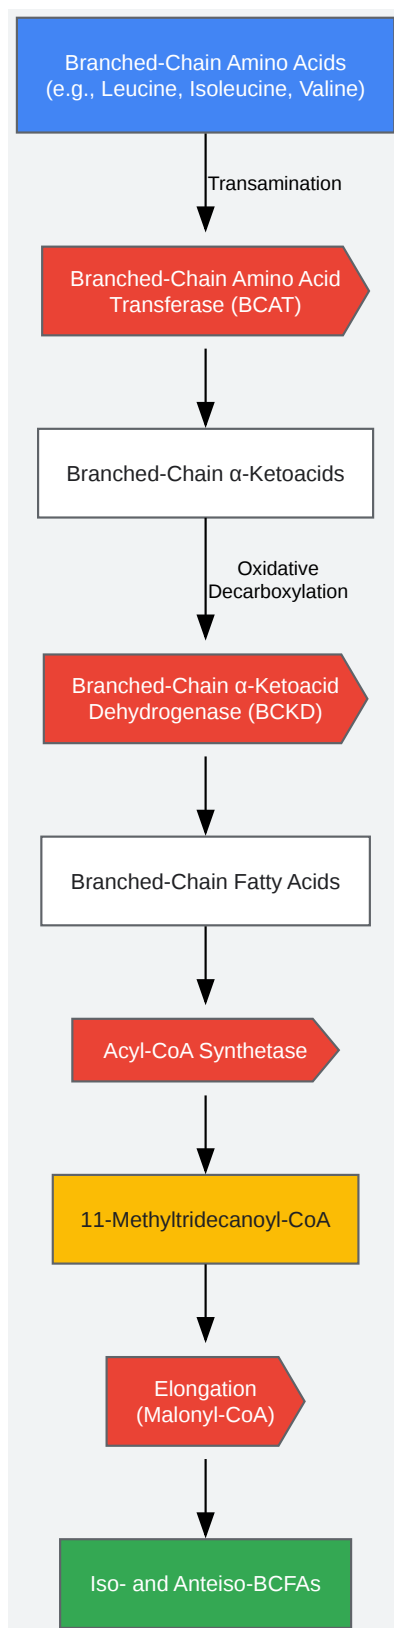 Branched-Chain Amino Acids
(e.g., Leucine, Isoleucine, Valine)
Transamination
Branched-Chain Amino Acid
Transferase (BCAT)
Branched-Chain α-Ketoacids
Oxidative
Decarboxylation
Branched-Chain α-Ketoacid
Dehydrogenase (BCKD)
Branched-Chain Fatty Acids
Acyl-CoA Synthetase
11-Methyltridecanoyl-CoA
Elongation
(Malonyl-CoA)
Iso- and Anteiso-BCFAs